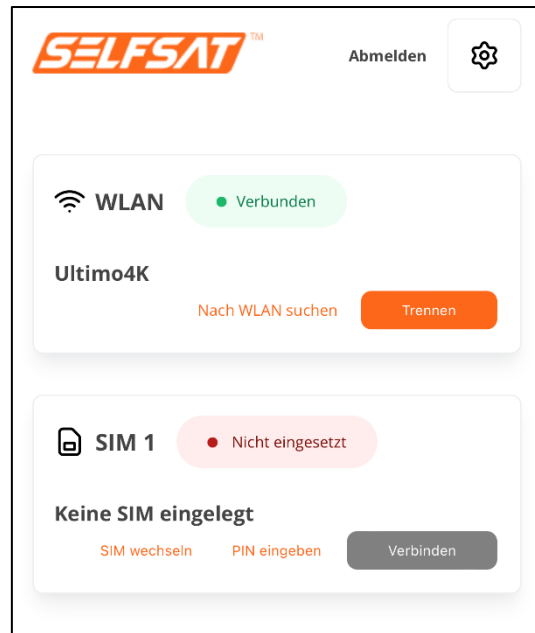 SELFSAT™
Abmelden
WLAN
Verbunden
Ultimo4K
Nach WLAN suchen Trennen
SIM 1
Nicht eingesetzt
Keine SIM eingelegt
SIM wechseln PIN eingeben Verbinden